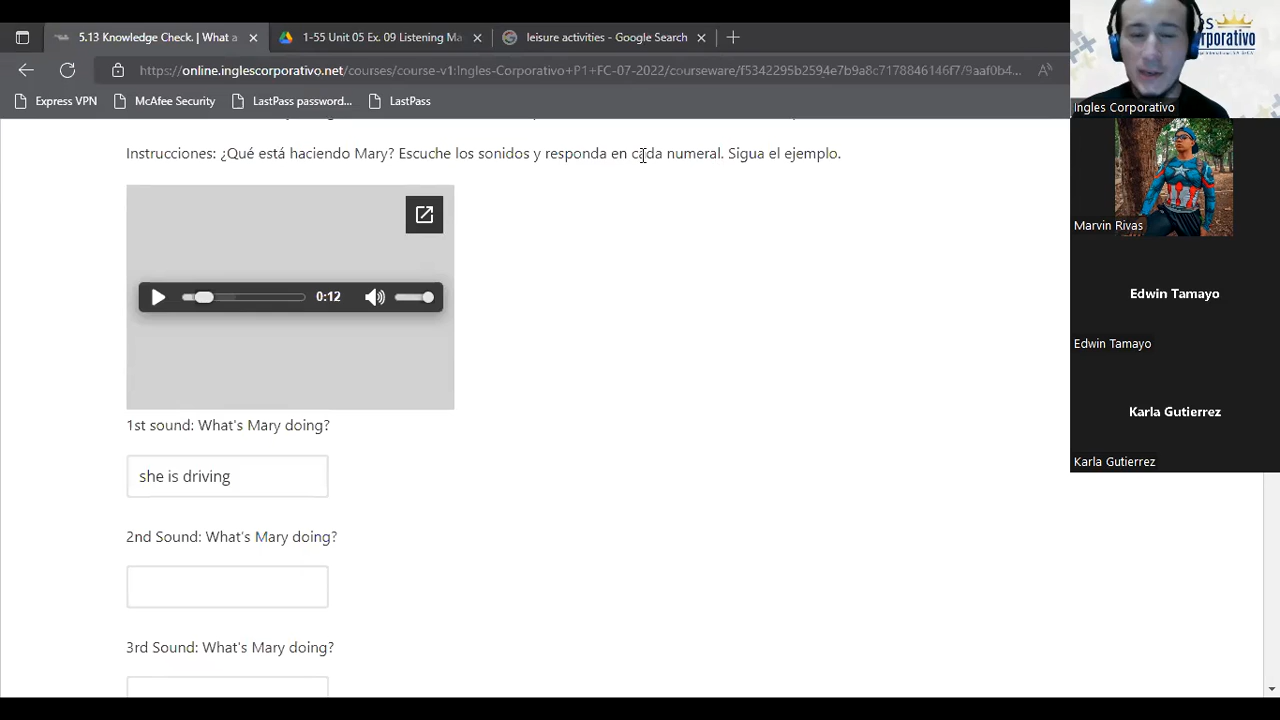 5.13 Knowledge Check. | What a
1-55 Unit 05 Ex. 09 Listening Ma
leisure activities - Google Search
https://online.inglescorporativo.net/courses/course-v1:Ingles-Corporativo+P1+FC-07-2022/courseware/f5342295b2594e7b9a8c7178846146f7/9aaf0b4...
Express VPN
McAfee Security
LastPass password...
LastPass
Instrucciones: ¿Qué está haciendo Mary? Escuche los sonidos y responda en cada numeral. Sigua el ejemplo.
0:12
1st sound: What's Mary doing?
she is driving
2nd Sound: What's Mary doing?
3rd Sound: What's Mary doing?
Ingles Corporativo
Marvin Rivas
Edwin Tamayo
Edwin Tamayo
Karla Gutierrez
Karla Gutierrez